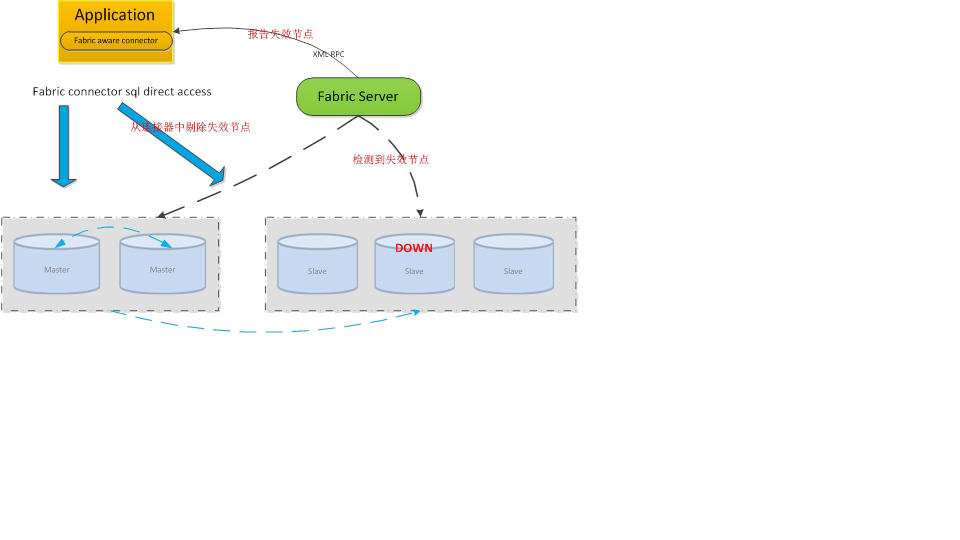 Application
Fabric aware connector
报告失效节点
XML RPC
Fabric connector sql direct access
Fabric Server
从连接器中剔除失效节点
检测到失效节点
Master
Master
Slave
DOWN
Slave
Slave